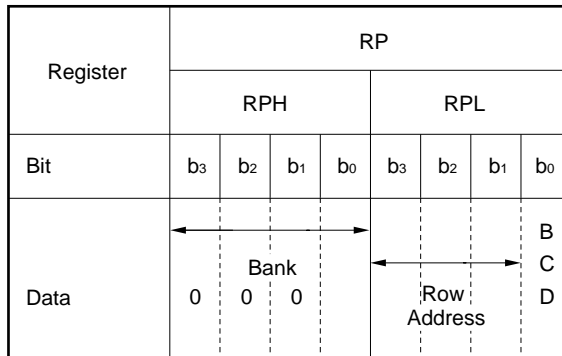 Register RP
RPH RPL
Bit b3 b2 b1 b0 b3 b2 b1 b0
B
Bank C
Data 0 0 0 Row D
Address